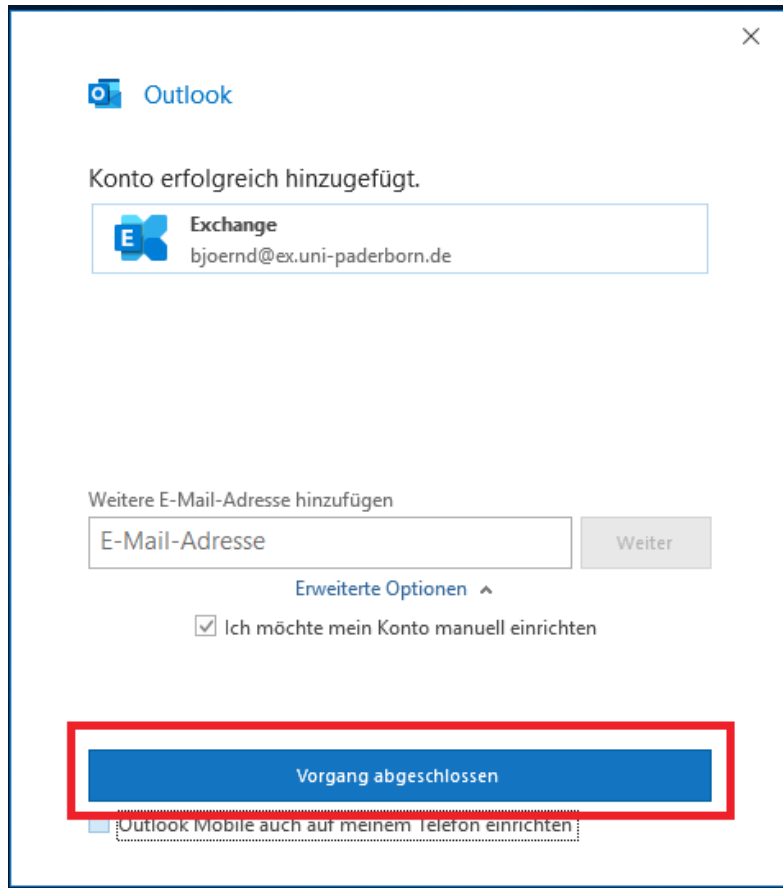 Outlook
Konto erfolgreich hinzugefügt.
Exchange
bjoernd@ex.uni-paderborn.de
Weitere E-Mail-Adresse hinzufügen
E-Mail-Adresse
Weiter
Erweiterte Optionen
Ich möchte mein Konto manuell einrichten
Vorgang abgeschlossen
Outlook Mobile auch auf meinem Telefon einrichten